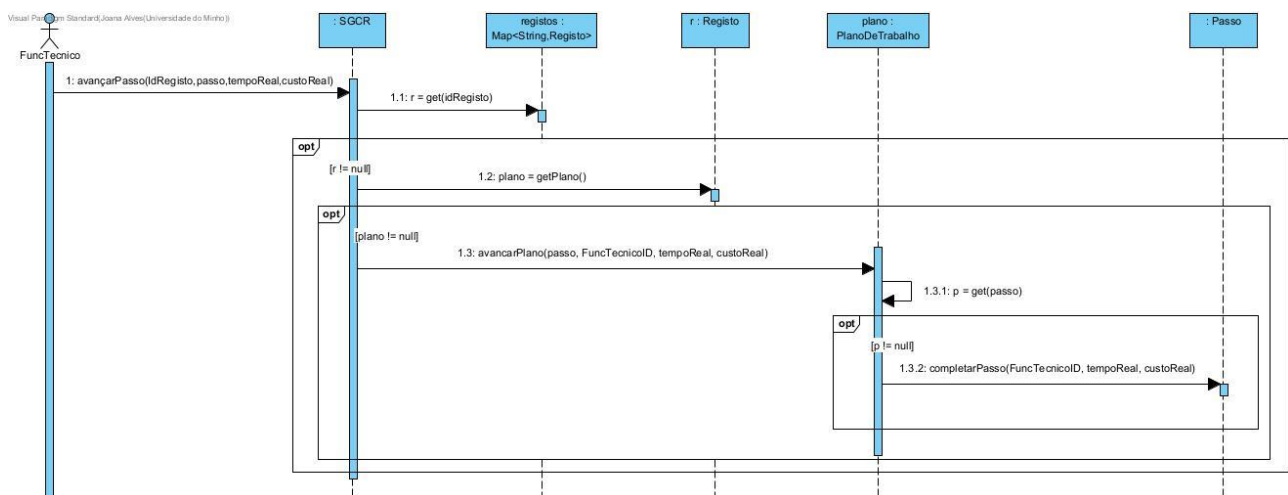 Visual Paradigm Standard(Joana Alves(Universidade do Minho))
FuncTecnico
: SGCR
registos :
Map<String,Registo>
r : Registo
plano :
PlanoDeTrabalho
: Passo
1: avançarPasso(IdRegisto,passo,tempoReal,custoReal)
1.1: r = get(idRegisto)
opt
[r != null]
1.2: plano = getPlano()
opt
[plano != null]
1.3: avancarPlano(passo, FuncTecnicoID, tempoReal, custoReal)
1.3.1: p = get(passo)
opt
[p != null]
1.3.2: completarPasso(FuncTecnicoID, tempoReal, custoReal)